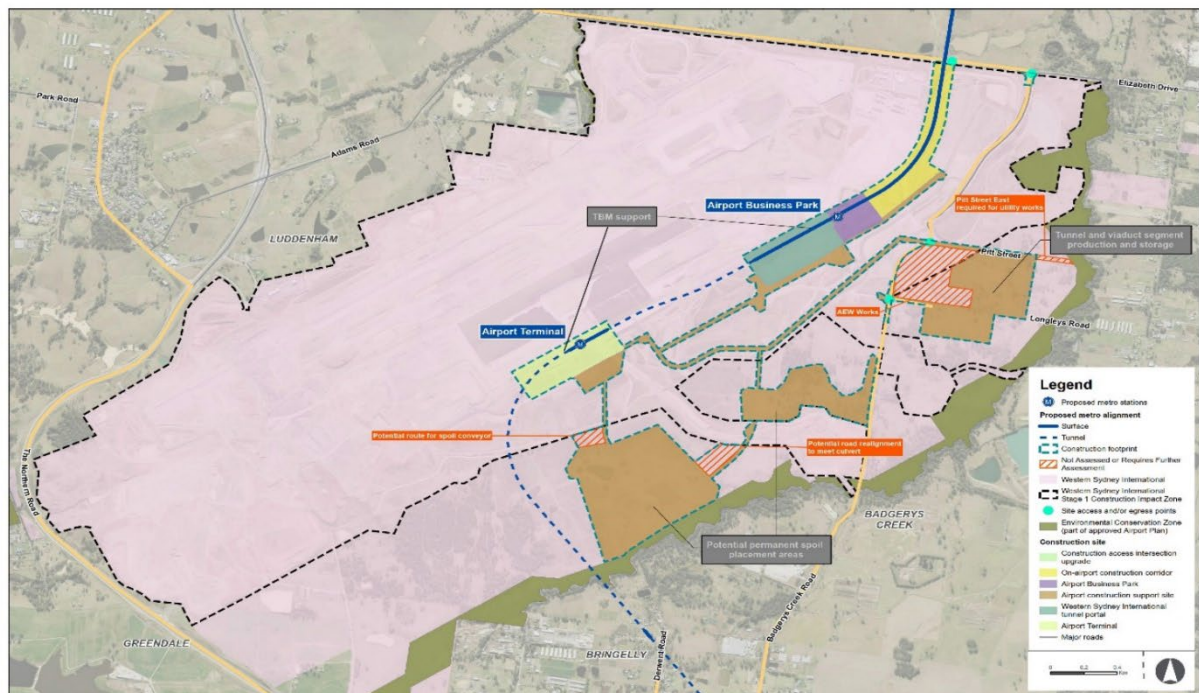 Park Road
Adams Road
LUDDENHAM
Elizabeth Drive
TBM support
Airport Business Park
M
Pitt Street East
required for utility works
Tunnel and viaduct segment
production and storage
Pitt Street
Airport Terminal
M
AEW Works
Longleys Road
Potential route for spoil conveyor
Potential road realignment
to meet culvert
The Northern Road
BADGERYS
CREEK
Potential permanent spoil
placement areas
Badgerys Creek Road
GREENDALE
BRINGELLY
Derwent Road
Legend
M Proposed metro stations
Proposed metro alignment
Surface
Tunnel
Construction footprint
Not Assessed or Requires Further
Assessment
Western Sydney International
Western Sydney International
Stage 1 Construction Impact Zone
Site access and/or egress points
Environmental Conservation Zone
(part of approved Airport Plan)
Construction site
Construction access intersection
upgrade
On-airport construction corridor
Airport Business Park
Airport construction support site
Western Sydney International
tunnel portal
Airport Terminal
Major roads
0 0.2 0.4
Km